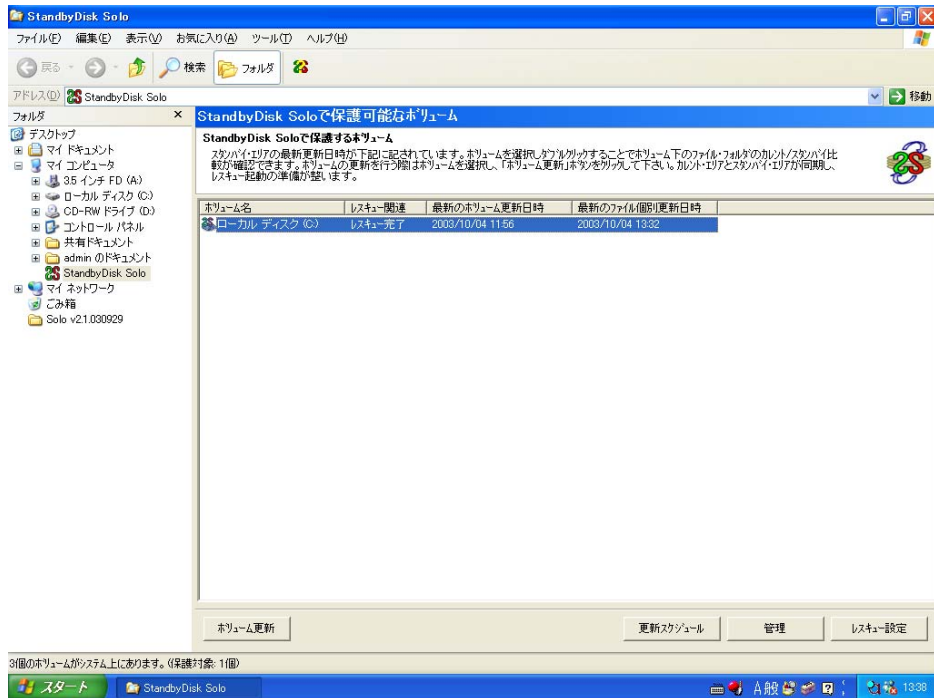 StandbyDisk Solo
ファイル(F) 編集(E) 表示(V) お気に入り(A) ツール(T) ヘルプ(H)
戻る 検索 フォルダ
アドレス(D) StandbyDisk Solo 移動
フォルダ ×
デスクトップ
マイ ドキュメント
マイ コンピュータ
3.5 インチ FD (A:)
ローカル ディスク (C:)
CD-RW ドライブ (D:)
コントロール パネル
共有ドキュメント
admin のドキュメント
StandbyDisk Solo
マイ ネットワーク
ごみ箱
Solo v2.1.030929
StandbyDisk Soloで保護可能なボリューム
StandbyDisk Soloで保護するボリューム
スタンバイ・エリアの最新更新日時が下記に記されています。ボリュームを選択しダブルクリックすることでボリューム下のファイル・フォルダのカレント/スタンバイ比
較が確認できます。ボリュームの更新を行う際はボリュームを選択し、「ボリューム更新」ボタンをクリックして下さい。カレント・エリアとスタンバイ・エリアが同期し、
レスキュー起動の準備が整います。
ボリューム名 レスキュー関連 最新のボリューム更新日時 最新のファイル個別更新日時
ローカル ディスク (C:) レスキュー完了 2003/10/04 11:56 2003/10/04 13:32
ボリューム更新 更新スケジュール 管理 レスキュー設定
3個のボリュームがシステム上にあります。(保護対象: 1個)
スタート StandbyDisk Solo A 般 13:38